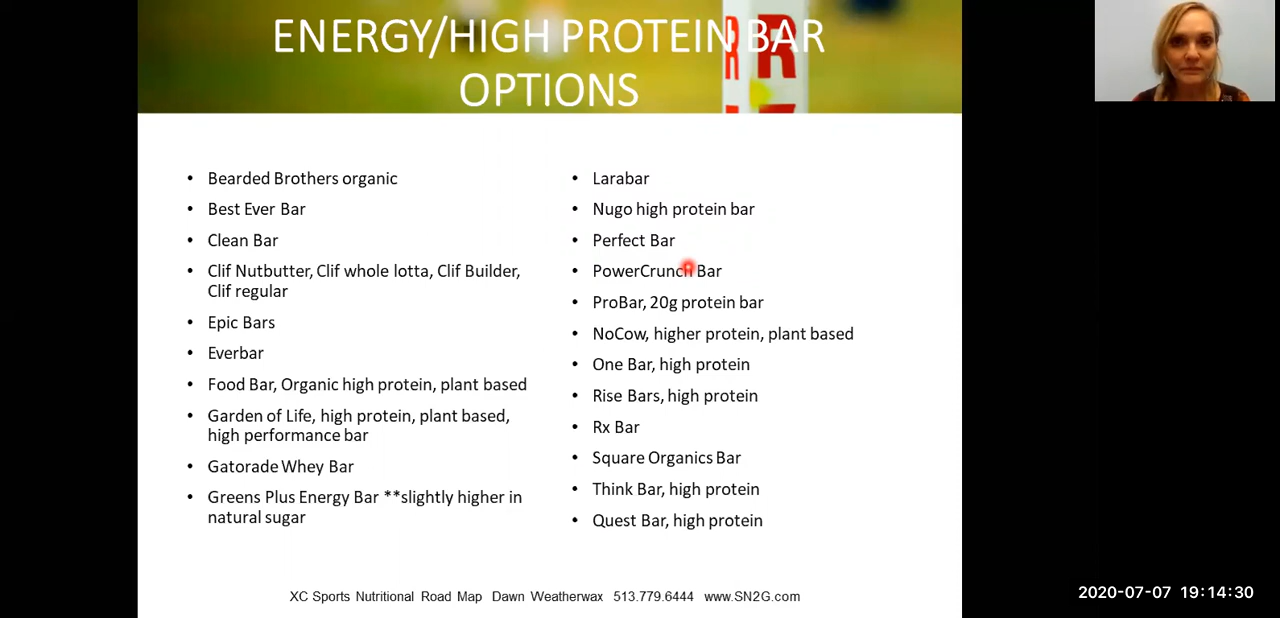 ENERGY/HIGH PROTEIN BAR
OPTIONS
• Bearded Brothers organic
• Best Ever Bar
• Clean Bar
• Clif Nutbutter, Clif whole lotta, Clif Builder,
Clif regular
• Epic Bars
• Everbar
• Food Bar, Organic high protein, plant based
• Garden of Life, high protein, plant based,
high performance bar
• Gatorade Whey Bar
• Greens Plus Energy Bar **slightly higher in
natural sugar
• Larabar
• Nugo high protein bar
• Perfect Bar
• PowerCrunch Bar
• ProBar, 20g protein bar
• NoCow, higher protein, plant based
• One Bar, high protein
• Rise Bars, high protein
• Rx Bar
• Square Organics Bar
• Think Bar, high protein
• Quest Bar, high protein
XC Sports Nutritional Road Map Dawn Weatherwax 513.779.6444 www.SN2G.com
2020-07-07 19:14:30